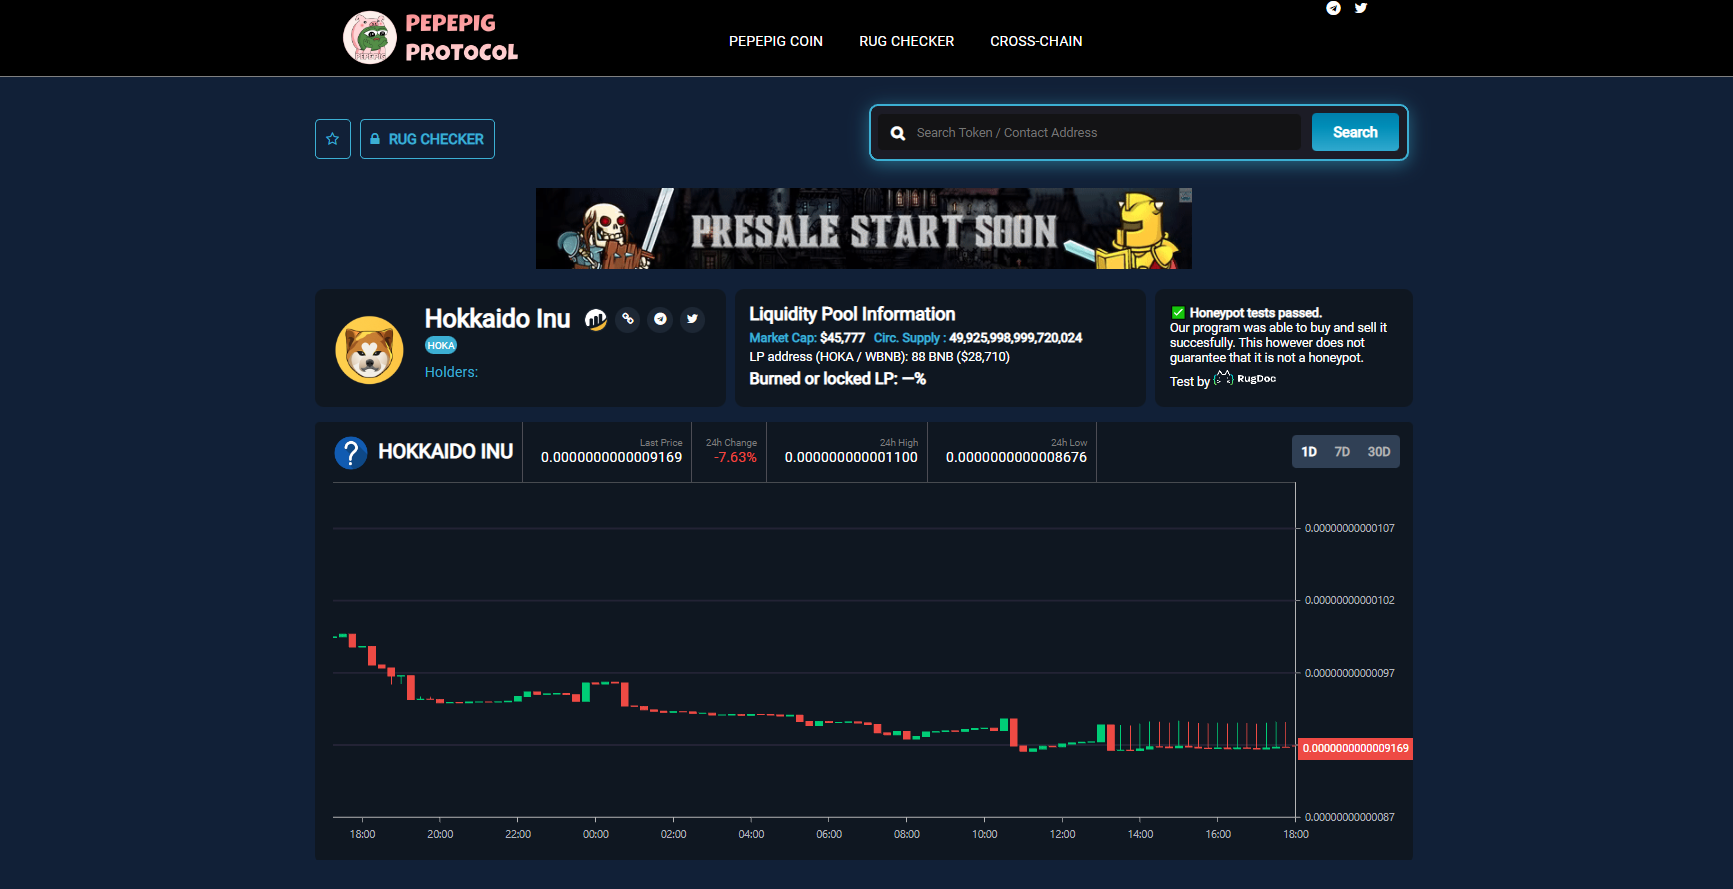 PEPEPIG
PROTOCOL
PEPEPIG
PEPEPIG COIN
RUG CHECKER
CROSS-CHAIN
RUG CHECKER
Search Token / Contact Address
Search
PRESALE START SOON
Hokkaido Inu
HOKA
Holders:
Liquidity Pool Information
Market Cap: $45,777 Circ. Supply : 49,925,998,999,720,024
LP address (HOKA / WBNB): 88 BNB ($28,710)
Burned or locked LP: —%
✅ Honeypot tests passed.
Our program was able to buy and sell it
succesfully. This however does not
guarantee that it is not a honeypot.
Test by RugDoc
? HOKKAIDO INU
Last Price
0.0000000000009169
24h Change
-7.63%
24h High
0.000000000001100
24h Low
0.0000000000008676
1D 7D 30D
0.00000000000107
0.00000000000102
0.00000000000097
0.0000000000009169
0.00000000000087
18:00 20:00 22:00 00:00 02:00 04:00 06:00 08:00 10:00 12:00 14:00 16:00 18:00